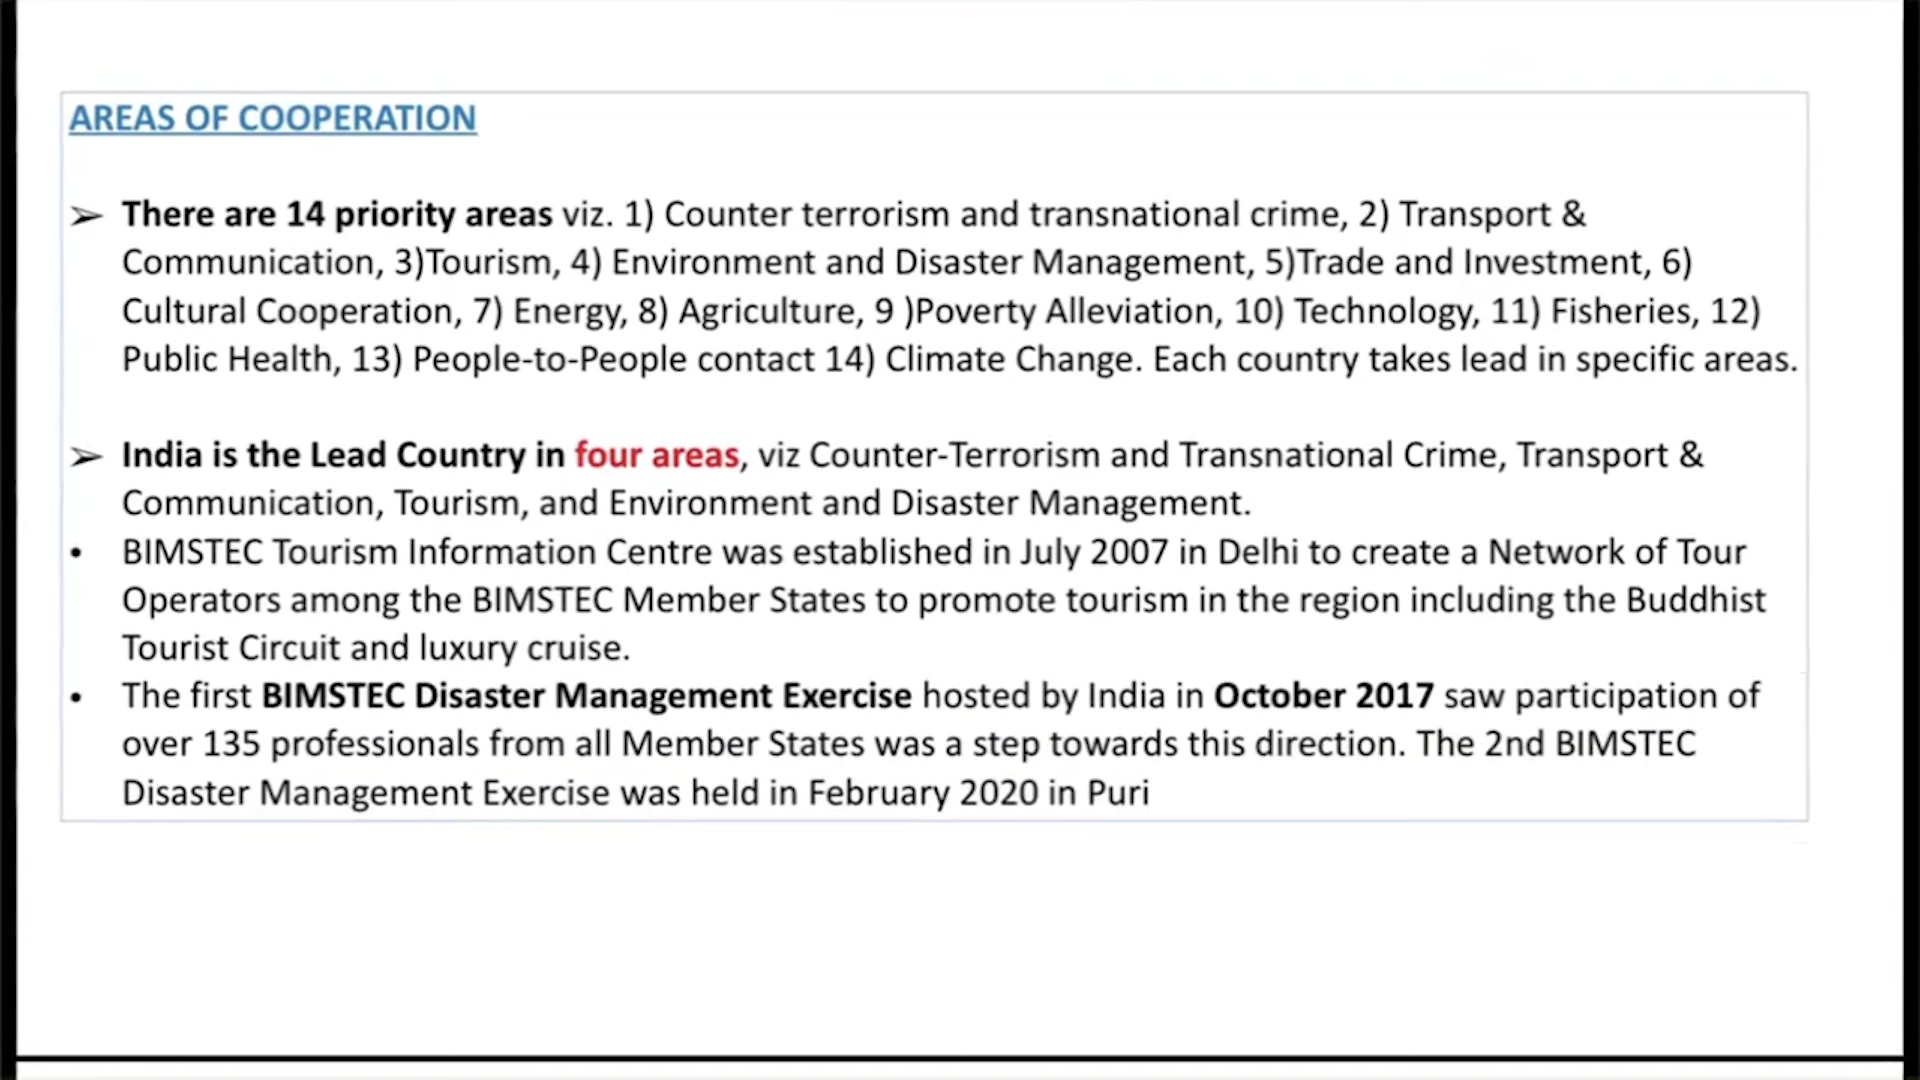 AREAS OF COOPERATION
➢ There are 14 priority areas viz. 1) Counter terrorism and transnational crime, 2) Transport &
Communication, 3)Tourism, 4) Environment and Disaster Management, 5)Trade and Investment, 6)
Cultural Cooperation, 7) Energy, 8) Agriculture, 9 )Poverty Alleviation, 10) Technology, 11) Fisheries, 12)
Public Health, 13) People-to-People contact 14) Climate Change. Each country takes lead in specific areas.
➢ India is the Lead Country in four areas, viz Counter-Terrorism and Transnational Crime, Transport &
Communication, Tourism, and Environment and Disaster Management.
• BIMSTEC Tourism Information Centre was established in July 2007 in Delhi to create a Network of Tour
Operators among the BIMSTEC Member States to promote tourism in the region including the Buddhist
Tourist Circuit and luxury cruise.
• The first BIMSTEC Disaster Management Exercise hosted by India in October 2017 saw participation of
over 135 professionals from all Member States was a step towards this direction. The 2nd BIMSTEC
Disaster Management Exercise was held in February 2020 in Puri